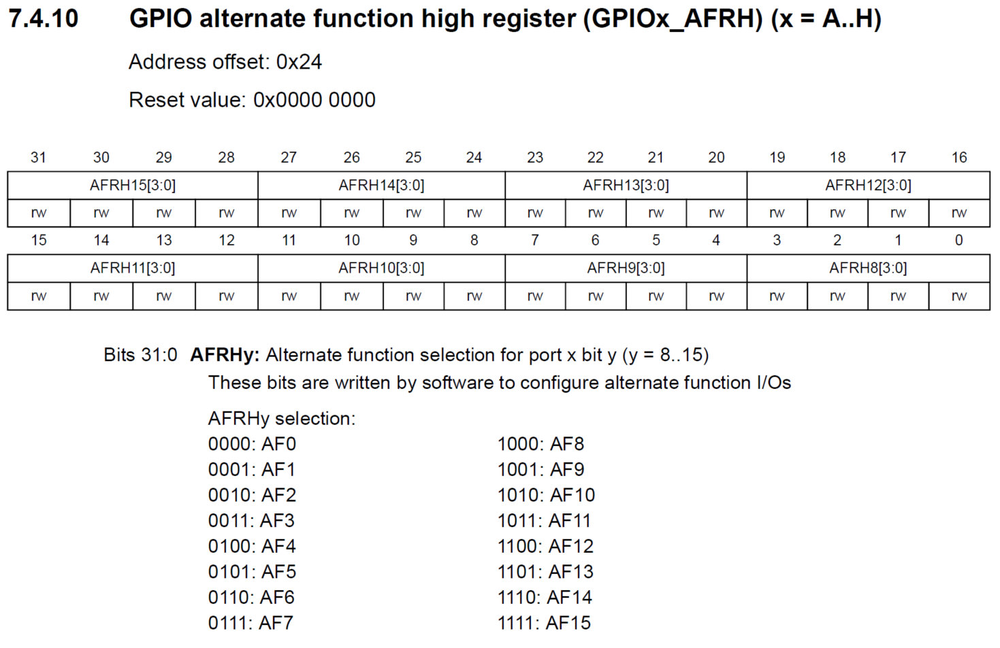 7.4.10 GPIO alternate function high register (GPIOx_AFRH) (x = A..H)
Address offset: 0x24
Reset value: 0x0000 0000
31 30 29 28 27 26 25 24 23 22 21 20 19 18 17 16
AFRH15[3:0] AFRH14[3:0] AFRH13[3:0] AFRH12[3:0]
rw rw rw rw rw rw rw rw rw rw rw rw rw rw rw rw
15 14 13 12 11 10 9 8 7 6 5 4 3 2 1 0
AFRH11[3:0] AFRH10[3:0] AFRH9[3:0] AFRH8[3:0]
rw rw rw rw rw rw rw rw rw rw rw rw rw rw rw rw
Bits 31:0 AFRHy: Alternate function selection for port x bit y (y = 8..15)
These bits are written by software to configure alternate function I/Os
AFRHy selection:
0000: AF0 1000: AF8
0001: AF1 1001: AF9
0010: AF2 1010: AF10
0011: AF3 1011: AF11
0100: AF4 1100: AF12
0101: AF5 1101: AF13
0110: AF6 1110: AF14
0111: AF7 1111: AF15